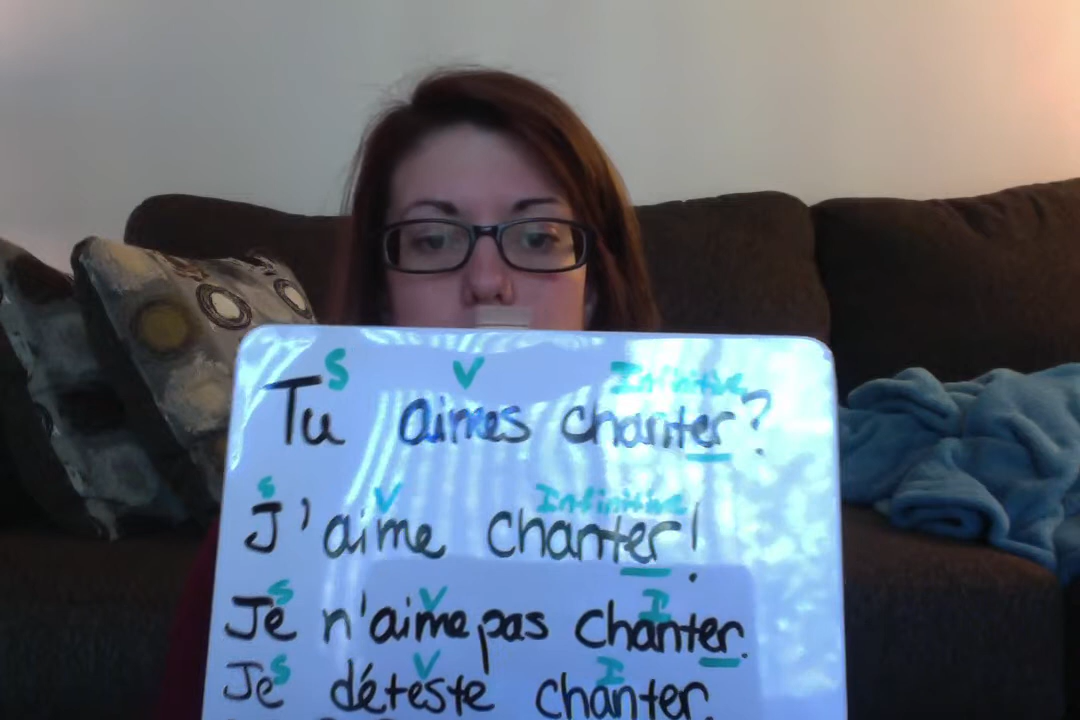 S V Infinitive
Tu aimes chanter?
S V Infinitive
J'aime chanter!
S V I
Je n'aime pas chanter.
S V I
Je déteste chanter.